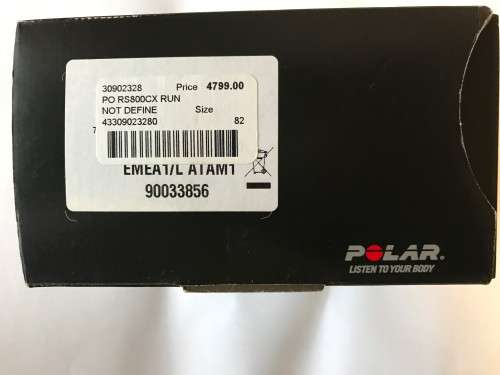 30902328 Price 4799.00
PO RS800CX RUN
NOT DEFINE Size
43309023280 82
7
EMEA1/L ATAM1
90033856
POLAR.
LISTEN TO YOUR BODY